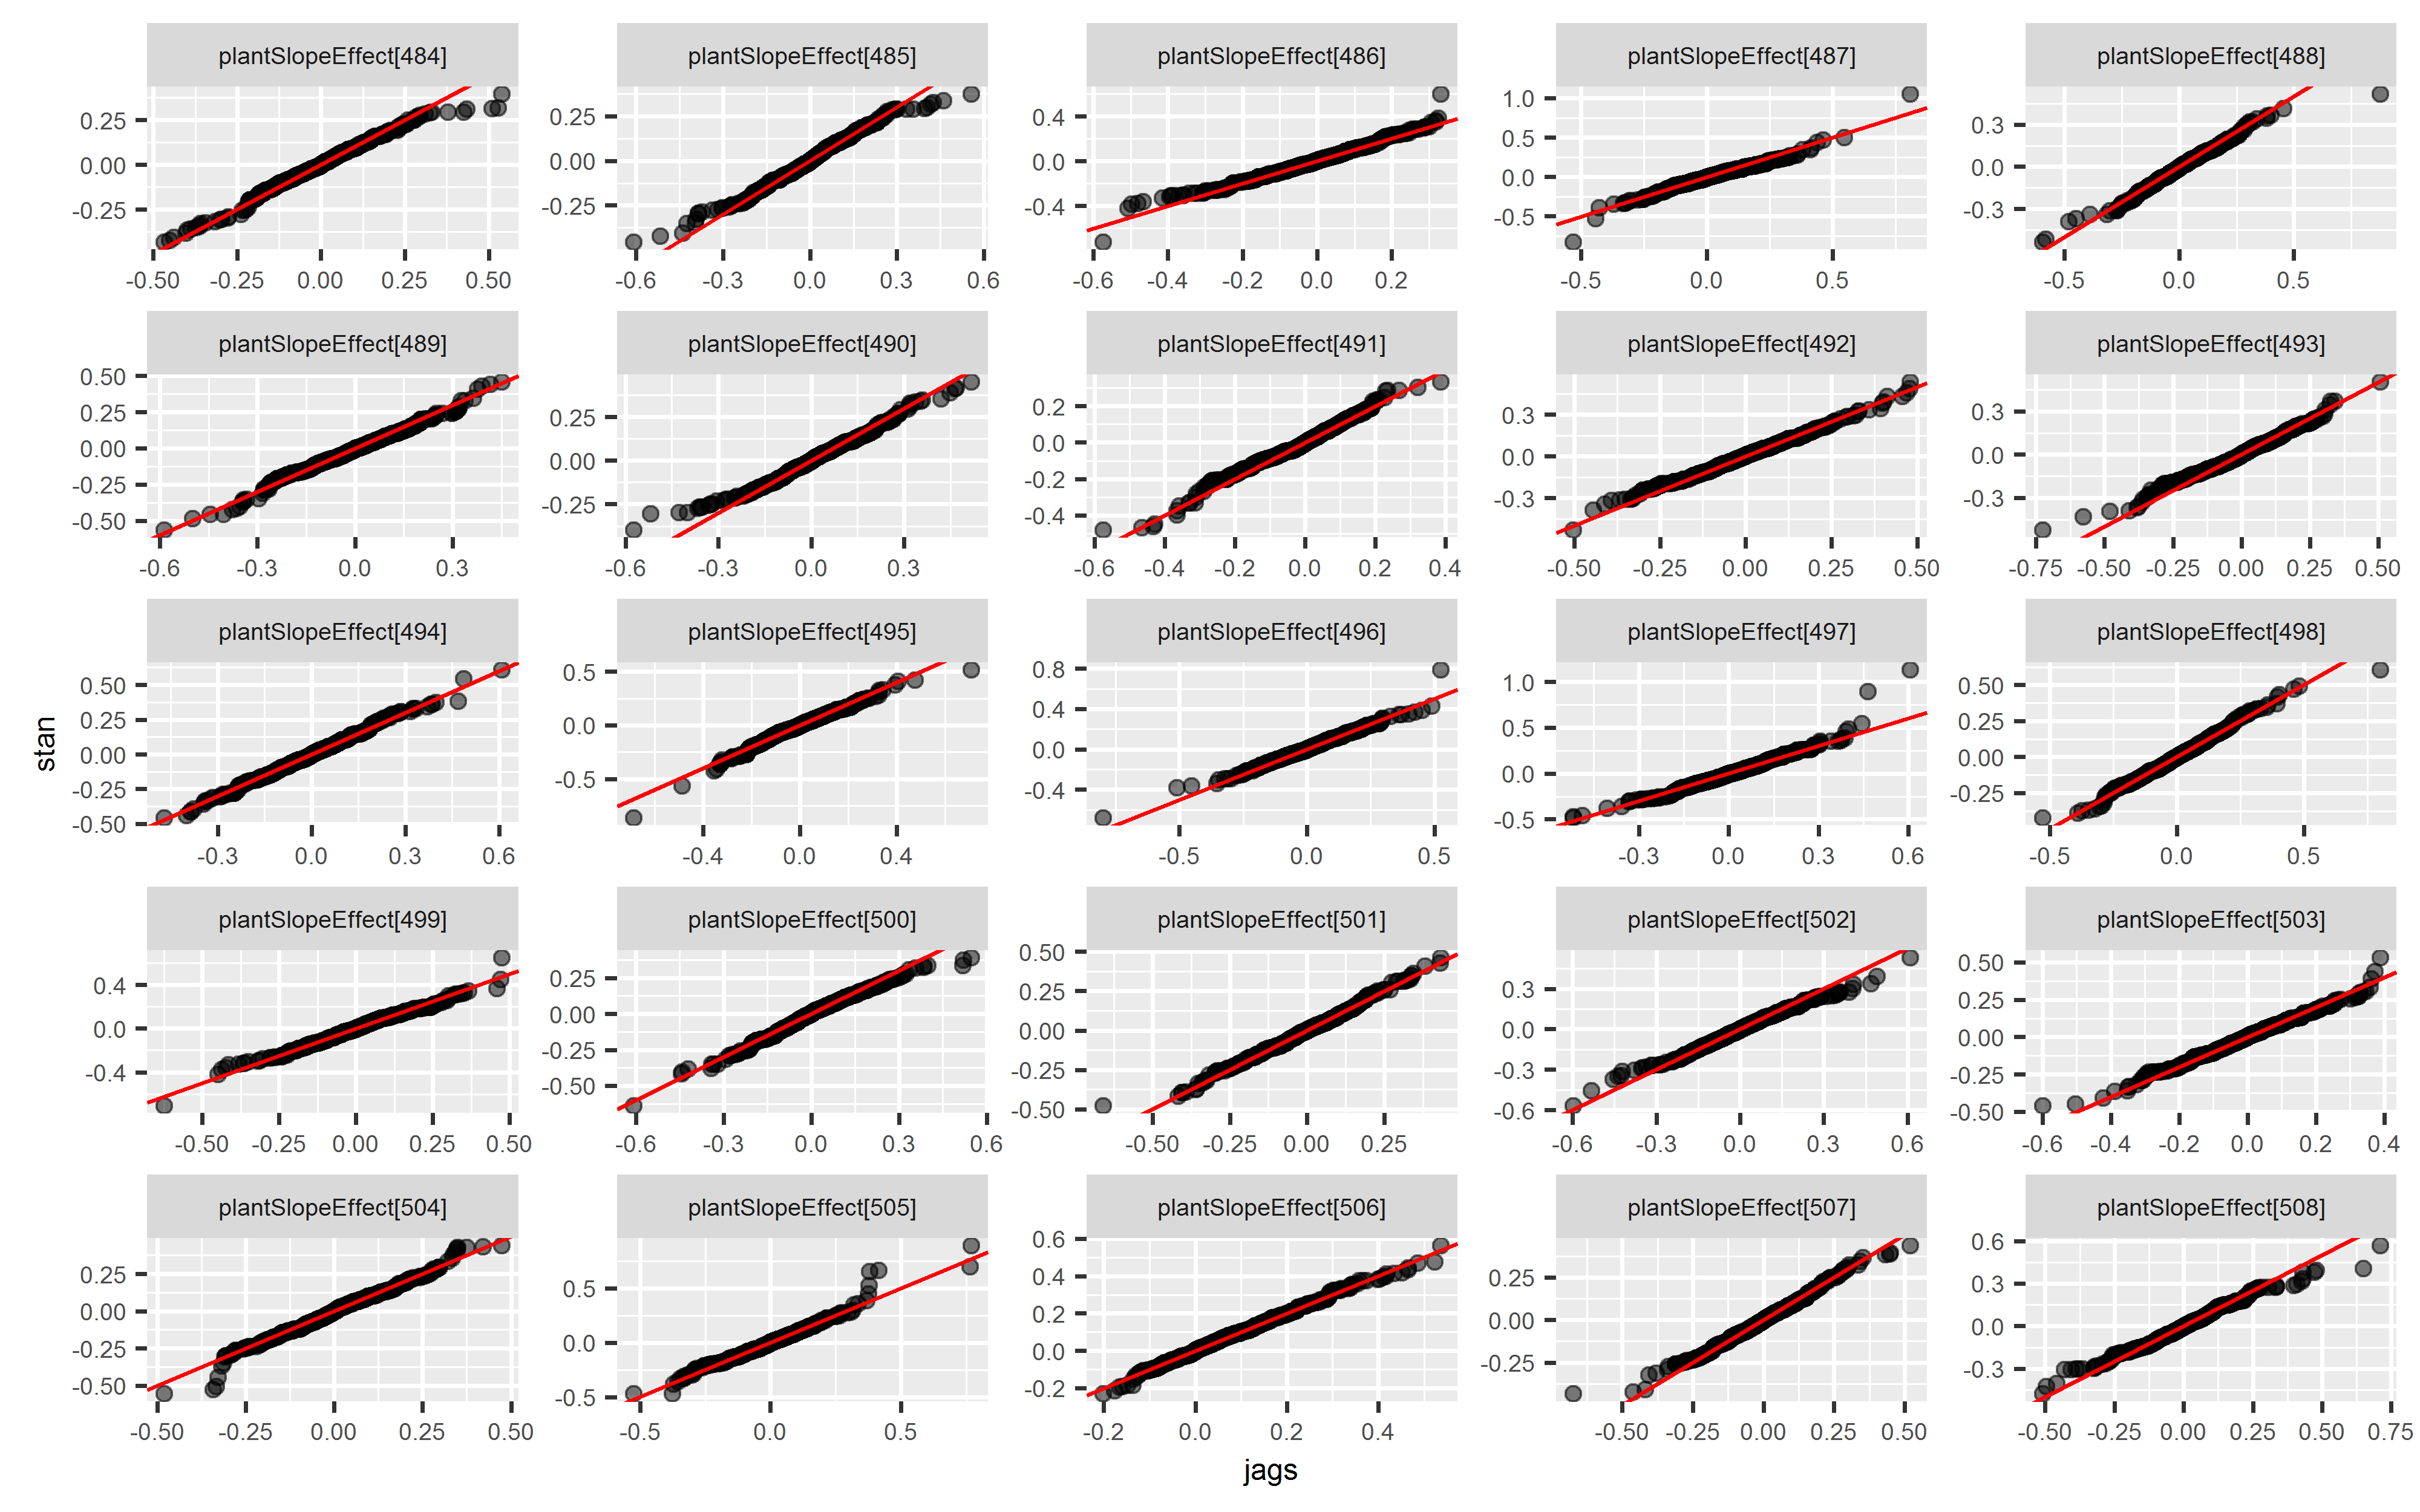 plantSlopeEffect[484] plantSlopeEffect[485] plantSlopeEffect[486] plantSlopeEffect[487] plantSlopeEffect[488]
0.25 0.00 -0.25
-0.50 -0.25 0.00 0.25 0.50
0.25 0.00 -0.25
-0.6 -0.3 0.0 0.3 0.6
0.4 0.0 -0.4
-0.6 -0.4 -0.2 0.0 0.2
1.0 0.5 0.0 -0.5
-0.5 0.0 0.5
0.3 0.0 -0.3
-0.5 0.0 0.5
plantSlopeEffect[489] plantSlopeEffect[490] plantSlopeEffect[491] plantSlopeEffect[492] plantSlopeEffect[493]
0.50 0.25 0.00 -0.25 -0.50
-0.6 -0.3 0.0 0.3
0.25 0.00 -0.25
-0.6 -0.3 0.0 0.3
0.2 0.0 -0.2 -0.4
-0.6 -0.4 -0.2 0.0 0.2 0.4
0.3 0.0 -0.3
-0.50 -0.25 0.00 0.25 0.50
0.3 0.0 -0.3
-0.75 -0.50 -0.25 0.00 0.25 0.50
plantSlopeEffect[494] plantSlopeEffect[495] plantSlopeEffect[496] plantSlopeEffect[497] plantSlopeEffect[498]
0.50 0.25 0.00 -0.25 -0.50
-0.3 0.0 0.3 0.6
0.5 0.0 -0.5
-0.4 0.0 0.4
0.8 0.4 0.0 -0.4
-0.5 0.0 0.5
1.0 0.5 0.0 -0.5
-0.3 0.0 0.3 0.6
0.50 0.25 0.00 -0.25
-0.5 0.0 0.5
stan
plantSlopeEffect[499] plantSlopeEffect[500] plantSlopeEffect[501] plantSlopeEffect[502] plantSlopeEffect[503]
0.4 0.0 -0.4
-0.50 -0.25 0.00 0.25 0.50
0.25 0.00 -0.25 -0.50
-0.6 -0.3 0.0 0.3 0.6
0.50 0.25 0.00 -0.25 -0.50
-0.50 -0.25 0.00 0.25
0.3 0.0 -0.3 -0.6
-0.6 -0.3 0.0 0.3 0.6
0.50 0.25 0.00 -0.25 -0.50
-0.6 -0.4 -0.2 0.0 0.2 0.4
plantSlopeEffect[504] plantSlopeEffect[505] plantSlopeEffect[506] plantSlopeEffect[507] plantSlopeEffect[508]
0.25 0.00 -0.25 -0.50
-0.50 -0.25 0.00 0.25 0.50
0.5 0.0 -0.5
-0.5 0.0 0.5
0.6 0.4 0.2 0.0 -0.2
-0.2 0.0 0.2 0.4
0.25 0.00 -0.25
-0.50 -0.25 0.00 0.25 0.50
0.6 0.3 0.0 -0.3
-0.50 -0.25 0.00 0.25 0.50 0.75
jags